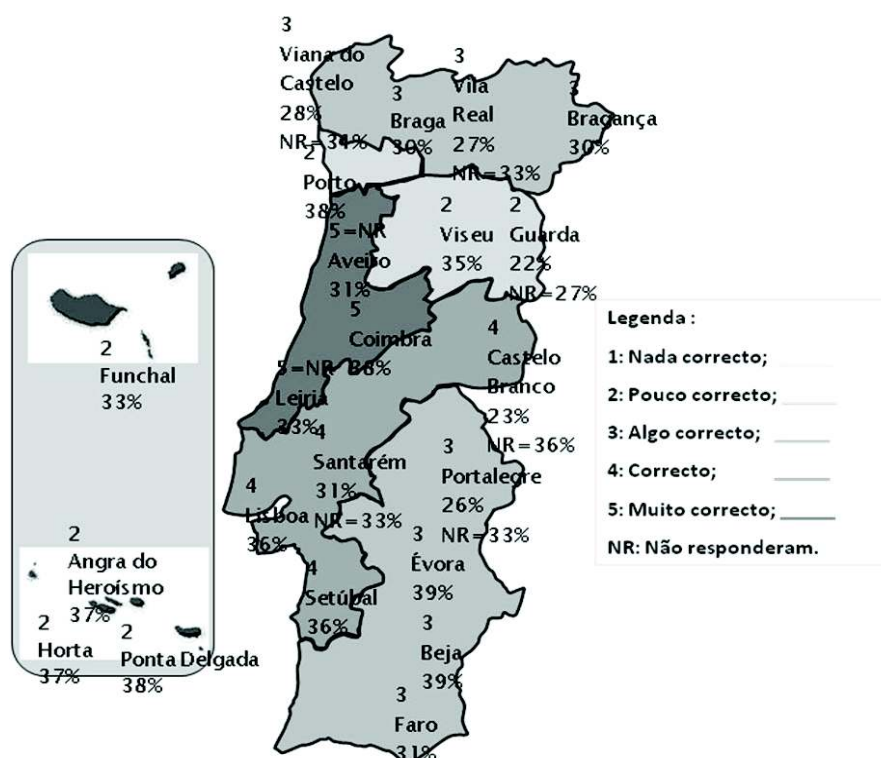 3
Viana do
Castelo
28%
NR=34%
3
Braga
30%
3
Vila
Real
27%
NR=33%
3
Bragança
30%
2
Porto
38%
5=NR
Aveiro
31%
2
Viseu
35%
2
Guarda
22%
NR=27%
5
Coimbra
38%
4
Castelo
Branco
23%
NR=36%
5=NR
Leiria
33%
4
Santarém
31%
NR=33%
3
Portalegre
26%
NR=33%
4
Lisboa
36%
3
Évora
39%
4
Setúbal
36%
3
Beja
39%
3
Faro
31%
2
Funchal
33%
2
Angra do
Heroísmo
37%
2
Horta
37%
2
Ponta Delgada
38%
Legenda :
1: Nada correcto;
2: Pouco correcto;
3: Algo correcto;
4: Correcto;
5: Muito correcto;
NR: Não responderam.